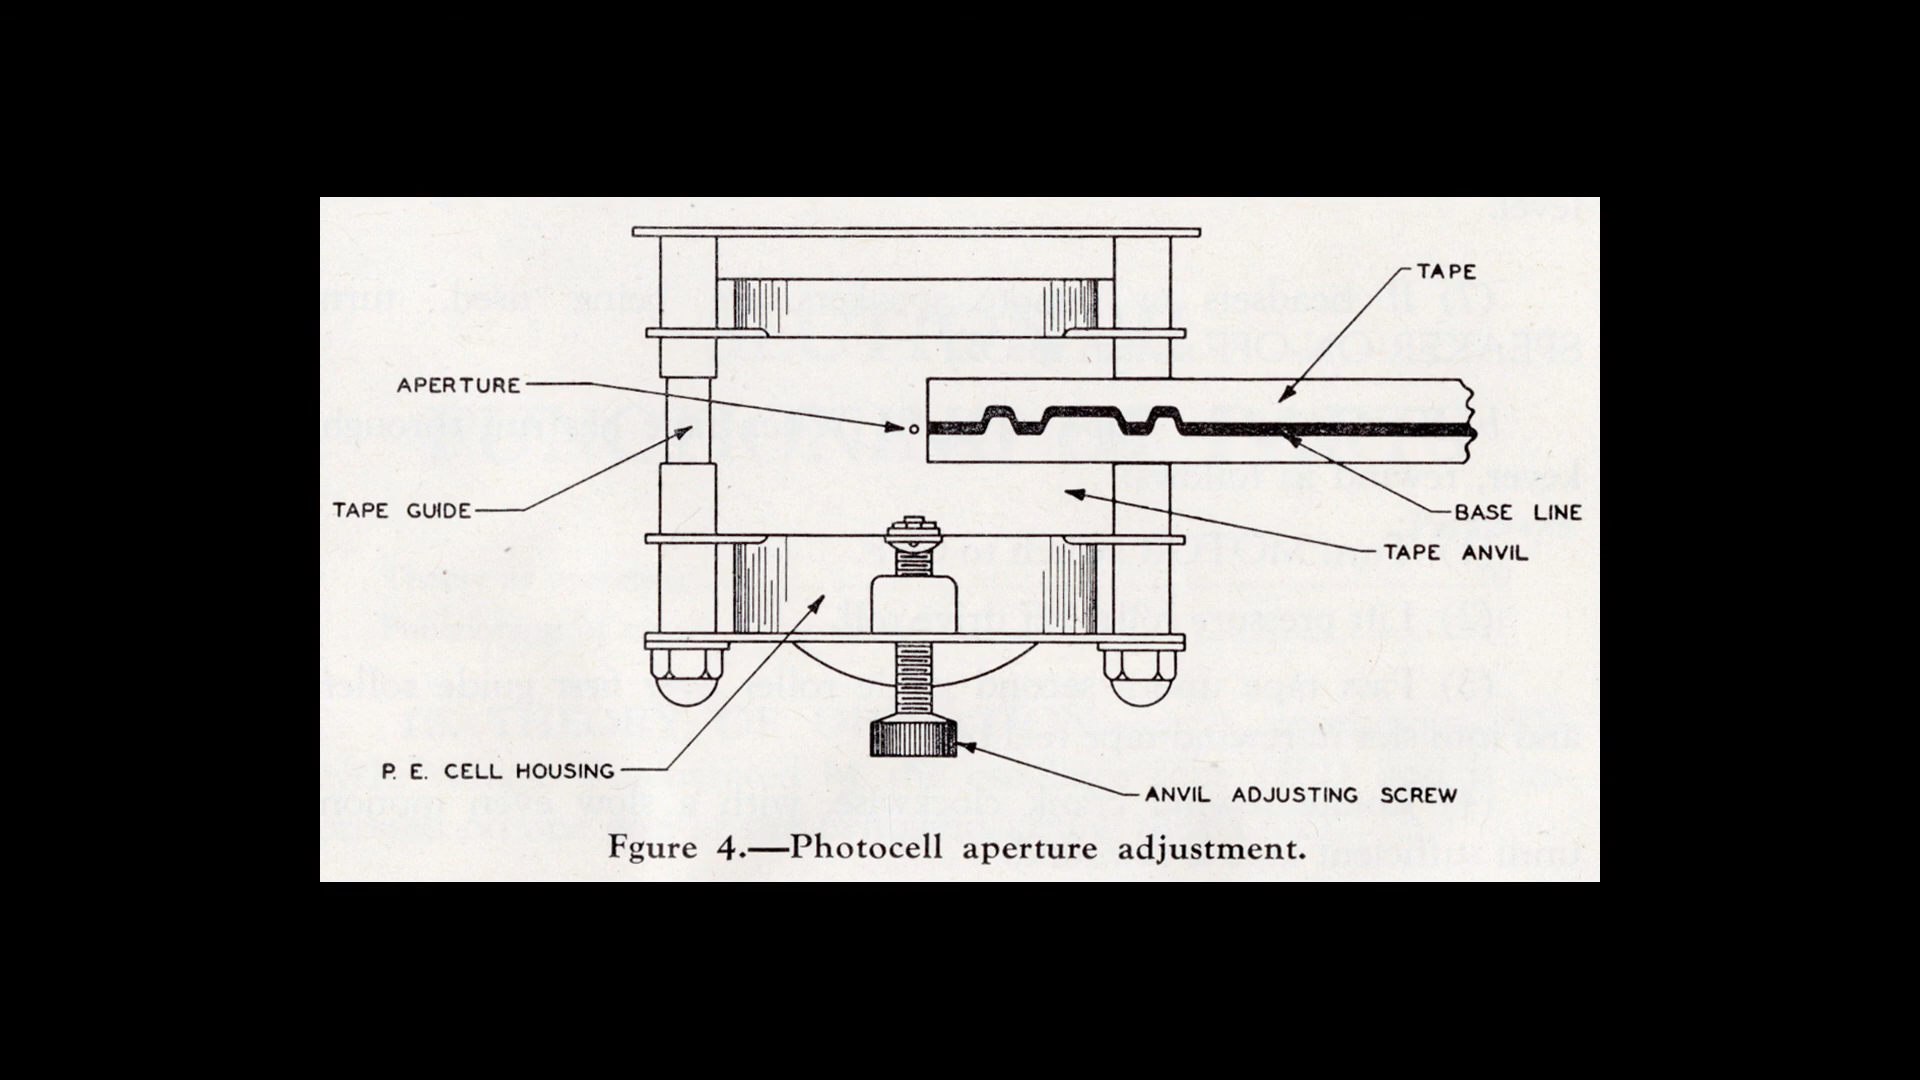 TAPE
APERTURE
TAPE GUIDE
BASE LINE
TAPE ANVIL
P. E. CELL HOUSING
ANVIL ADJUSTING SCREW
Fgure 4.—Photocell aperture adjustment.